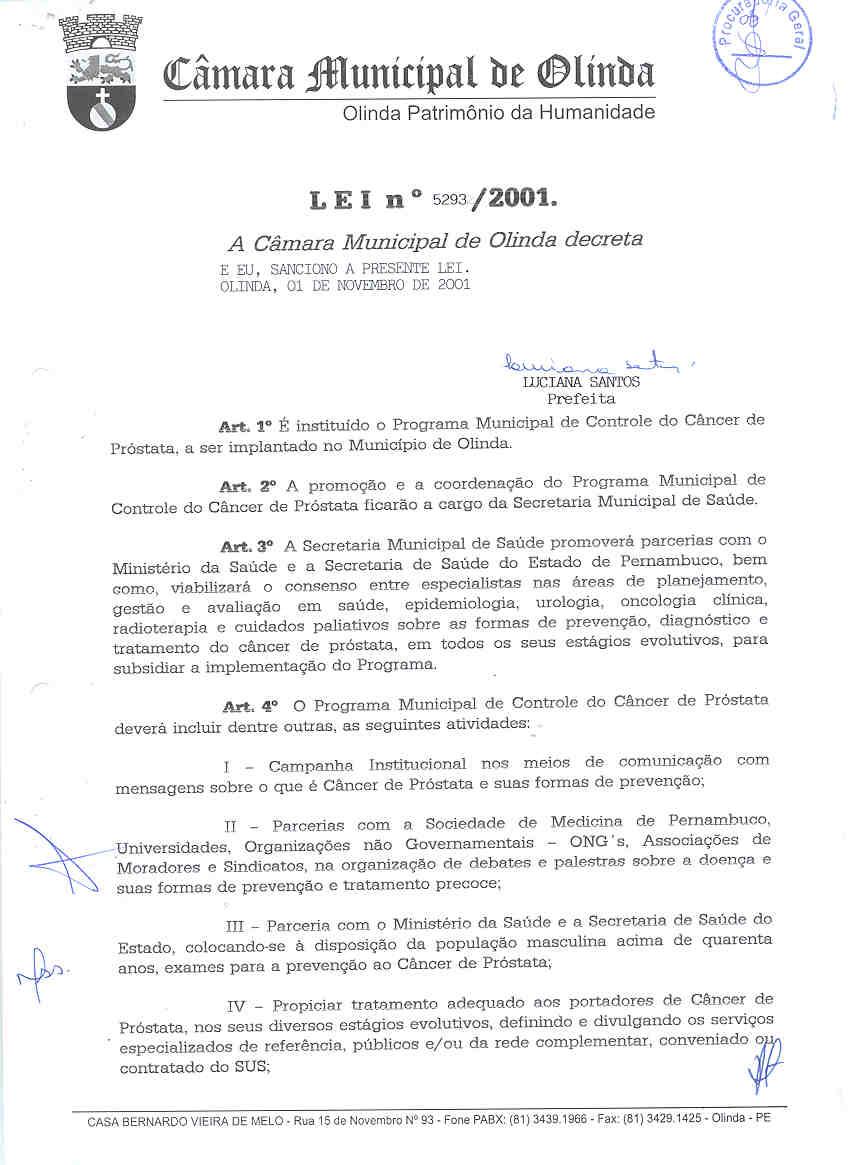 Procuradoria Geral
Câmara Municipal de Olinda
Olinda Patrimônio da Humanidade
LEI nº 5293/2001.
A Câmara Municipal de Olinda decreta
E EU, SANCIONO A PRESENTE LEI.
OLINDA, 01 DE NOVEMBRO DE 2001
luciana santos
LUCIANA SANTOS
Prefeita
Art. 1º É instituído o Programa Municipal de Controle do Câncer de
Próstata, a ser implantado no Município de Olinda.
Art. 2º A promoção e a coordenação do Programa Municipal de
Controle do Câncer de Próstata ficarão a cargo da Secretaria Municipal de Saúde.
Art. 3º A Secretaria Municipal de Saúde promoverá parcerias com o
Ministério da Saúde e a Secretaria de Saúde do Estado de Pernambuco, bem
como, viabilizará o consenso entre especialistas nas áreas de planejamento,
gestão e avaliação em saúde, epidemiologia, urologia, oncologia clínica,
radioterapia e cuidados paliativos sobre as formas de prevenção, diagnóstico e
tratamento do câncer de próstata, em todos os seus estágios evolutivos, para
subsidiar a implementação do Programa.
Art. 4º O Programa Municipal de Controle do Câncer de Próstata
deverá incluir dentre outras, as seguintes atividades:
I – Campanha Institucional nos meios de comunicação com
mensagens sobre o que é Câncer de Próstata e suas formas de prevenção;
II – Parcerias com a Sociedade de Medicina de Pernambuco,
Universidades, Organizações não Governamentais – ONG's, Associações de
Moradores e Sindicatos, na organização de debates e palestras sobre a doença e
suas formas de prevenção e tratamento precoce;
III – Parceria com o Ministério da Saúde e a Secretaria de Saúde do
Estado, colocando-se à disposição da população masculina acima de quarenta
anos, exames para a prevenção ao Câncer de Próstata;
IV – Propiciar tratamento adequado aos portadores de Câncer de
Próstata, nos seus diversos estágios evolutivos, definindo e divulgando os serviços
especializados de referência, públicos e/ou da rede complementar, conveniado ou
contratado do SUS;
CASA BERNARDO VIEIRA DE MELO - Rua 15 de Novembro Nº 93 - Fone PABX: (81) 3439.1966 - Fax: (81) 3429.1425 - Olinda - PE